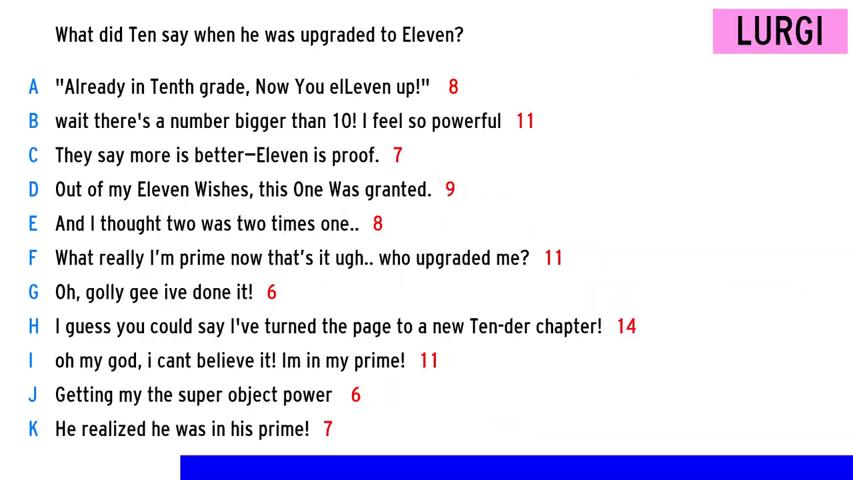 What did Ten say when he was upgraded to Eleven?
LURGI
A "Already in Tenth grade, Now You elLeven up!" 8
B wait there's a number bigger than 10! I feel so powerful 11
C They say more is better—Eleven is proof. 7
D Out of my Eleven Wishes, this One Was granted. 9
E And I thought two was two times one.. 8
F What really I’m prime now that’s it ugh.. who upgraded me? 11
G Oh, golly gee ive done it! 6
H I guess you could say I've turned the page to a new Ten-der chapter! 14
I oh my god, i cant believe it! Im in my prime! 11
J Getting my the super object power 6
K He realized he was in his prime! 7